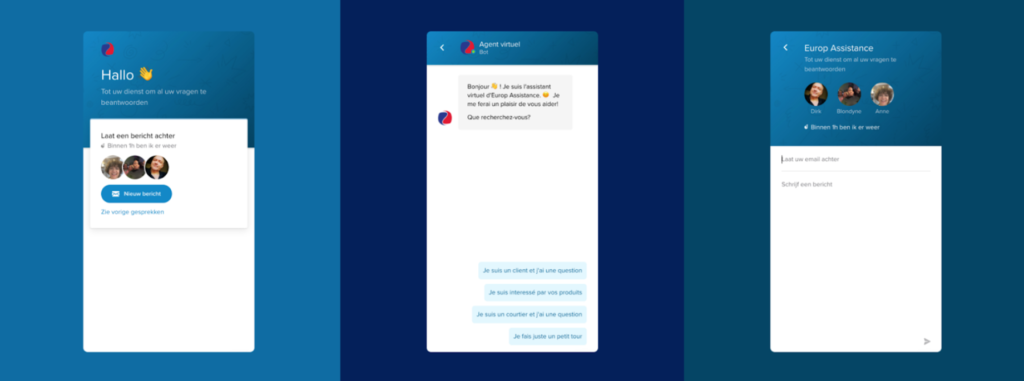 Hallo 👋
Tot uw dienst om al uw vragen te
beantwoorden
Laat een bericht achter
Binnen 1h ben ik er weer
Nieuw bericht
Zie vorige gesprekken
Agent virtuel
Bot
Bonjour 👋 ! Je suis l'assistant
virtuel d'Europ Assistance. 😊 Je
me ferai un plaisir de vous aider!
Que recherchez-vous?
Je suis un client et j'ai une question
Je suis interessé par vos produits
Je suis un courtier et j'ai une question
Je fais juste un petit tour
Europ Assistance
Tot uw dienst om al uw vragen te
beantwoorden
Dirk Blondyne Arno
Binnen 1h ben ik er weer
Laat uw email achter
Schrijf een bericht